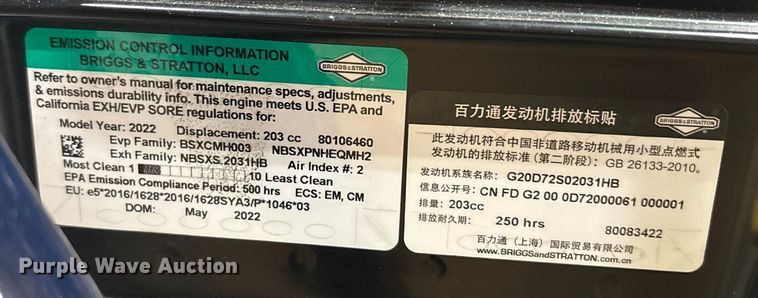 EMISSION CONTROL INFORMATION
BRIGGS & STRATTON, LLC
BRIGGS & STRATTON
Refer to owner's manual for maintenance specs, adjustments,
& emissions durability info. This engine meets U.S. EPA and
California EXH/EVP SORE regulations for:
Model Year: 2022 Displacement: 203 cc 80106460
Evp Family: BSXCMH003 NBSXPNHEQMH2
Exh Family: NBSXS.2031HB Air Index #: 2
Most Clean 1 10 Least Clean
EPA Emission Compliance Period: 500 hrs ECS: EM, CM
EU: e5*2016/1628*2016/1628SYA3/P*1046*03
DOM: May 2022
百力通发动机排放标贴
BRIGGS & STRATTON
此发动机符合中国非道路移动机械用小型点燃式
发动机的排放标准（第二阶段）：GB 26133-2010。
发动机系族名称： G20D72S02031HB
信息公开号： CN FD G2 00 0D72000061 000001
排量：203cc
排放耐久期： 250 hrs 80083422
百力通（上海）国际贸易有限公司
www.BRIGGSandSTRATTON.com.cn
Purple Wave Auction